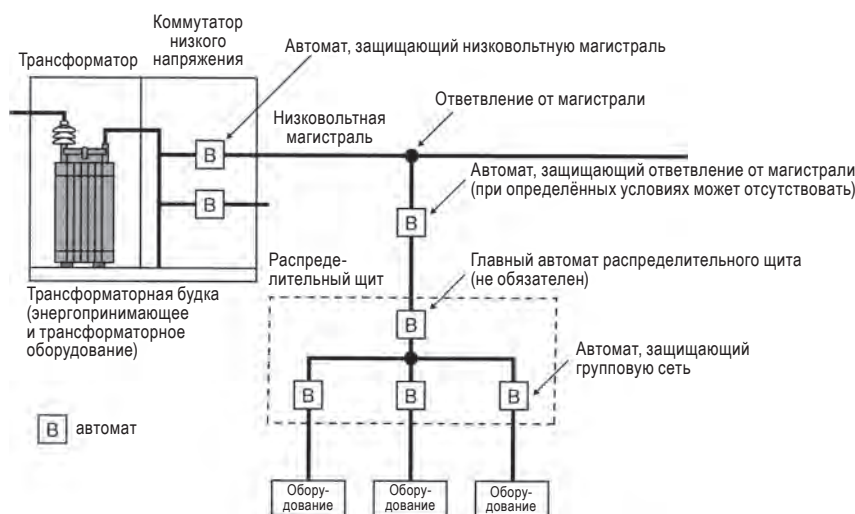 Коммутатор
низкого
напряжения
Трансформатор
Автомат, защищающий низковольтную магистраль
Низковольтная
магистраль
Ответвление от магистрали
В
В
Автомат, защищающий ответвление от магистрали
(при определённых условиях может отсутствовать)
В
Распреде-
лительный щит
Главный автомат распределительного щита
(не обязателен)
Трансформаторная будка
(энергопринимающее
и трансформаторное
оборудование)
В
Автомат, защищающий
групповую сеть
В
В
В
В автомат
Обору-
дование
Обору-
дование
Обору-
дование